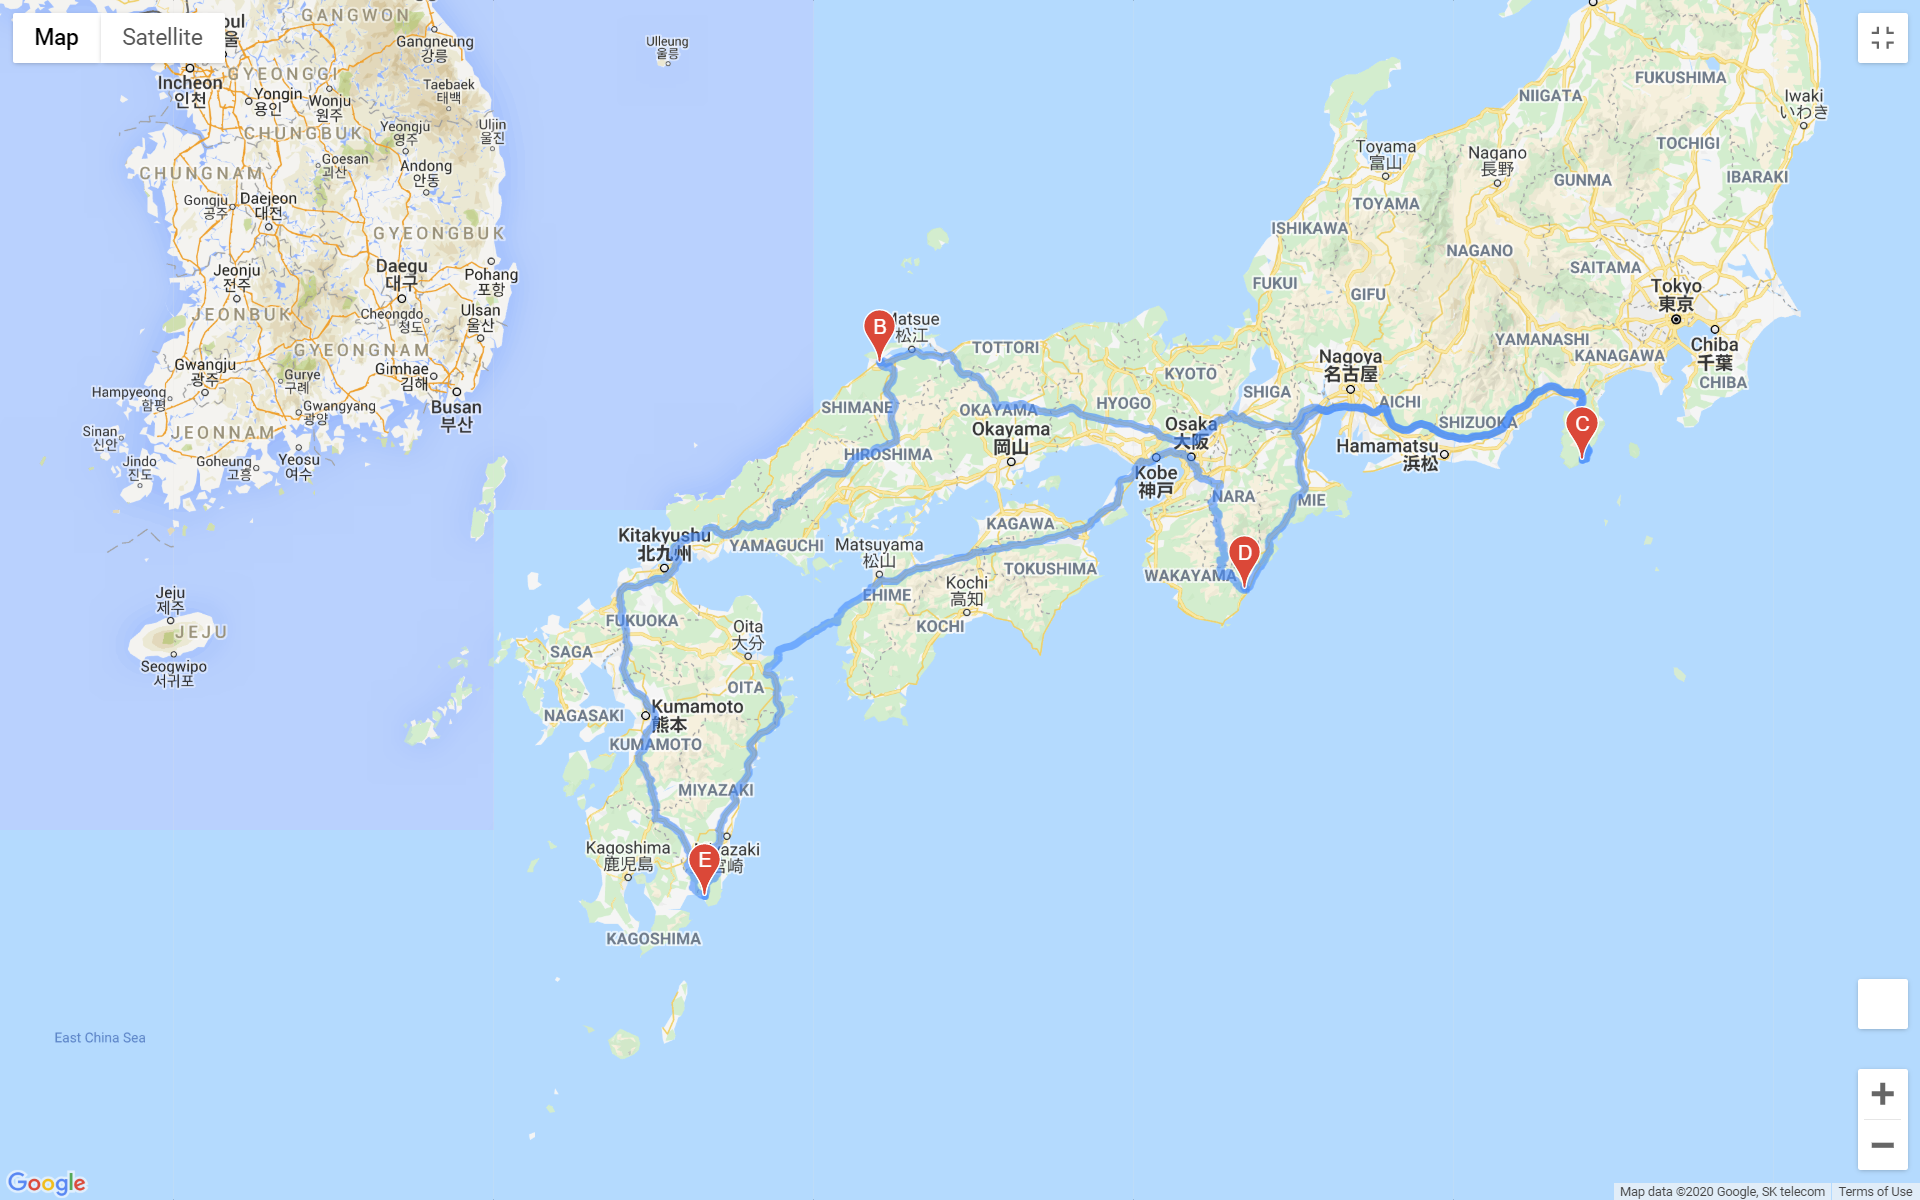 Map
Satellite
oul
울
Incheon
인천
GANGWON
Gangneung
강릉
Ulleung
울릉
GYEONGGI
Yongin
용인
Wonju
원주
Taebaek
태백
CHUNGBUK
Yeongju
영주
Uljin
울진
Goesan
괴산
Andong
안동
CHUNGNAM
Gongju
공주
Daejeon
대전
GYEONGBUK
Jeonju
전주
Daegu
대구
Pohang
포항
JEONBUK
Cheongdo
청도
Ulsan
울산
GYEONGNAM
Gwangju
광주
Gurye
구례
Gimhae
김해
Hampyeong
함평
Gwangyang
광양
Busan
부산
Sinan
신안
JEONNAM
Jindo
진도
Goheung
고흥
Yeosu
여수
Jeju
제주
JEJU
Seogwipo
서귀포
East China Sea
FUKUSHIMA
NIIGATA
Iwaki
いわき
Toyama
富山
Nagano
長野
TOCHIGI
GUNMA
IBARAKI
TOYAMA
ISHIKAWA
NAGANO
SAITAMA
FUKUI
GIFU
Tokyo
東京
B
Matsue
松江
TOTTORI
YAMANASHI
KANAGAWA
Chiba
千葉
CHIBA
Nagoya
名古屋
KYOTO
SHIGA
AICHI
SHIMANE
OKAYAMA
HYOGO
SHIZUOKA
C
Okayama
岡山
Osaka
大阪
Hamamatsu
浜松
HIROSHIMA
Kobe
神戸
NARA
MIE
KAGAWA
Kitakyushu
北九州
YAMAGUCHI
Matsuyama
松山
TOKUSHIMA
D
WAKAYAMA
EHIME
Kochi
高知
KOCHI
FUKUOKA
Oita
大分
SAGA
OITA
NAGASAKI
Kumamoto
熊本
KUMAMOTO
MIYAZAKI
Kagoshima
鹿児島
E
yazaki
宮崎
KAGOSHIMA
Google
Map data ©2020 Google, SK telecom
Terms of Use